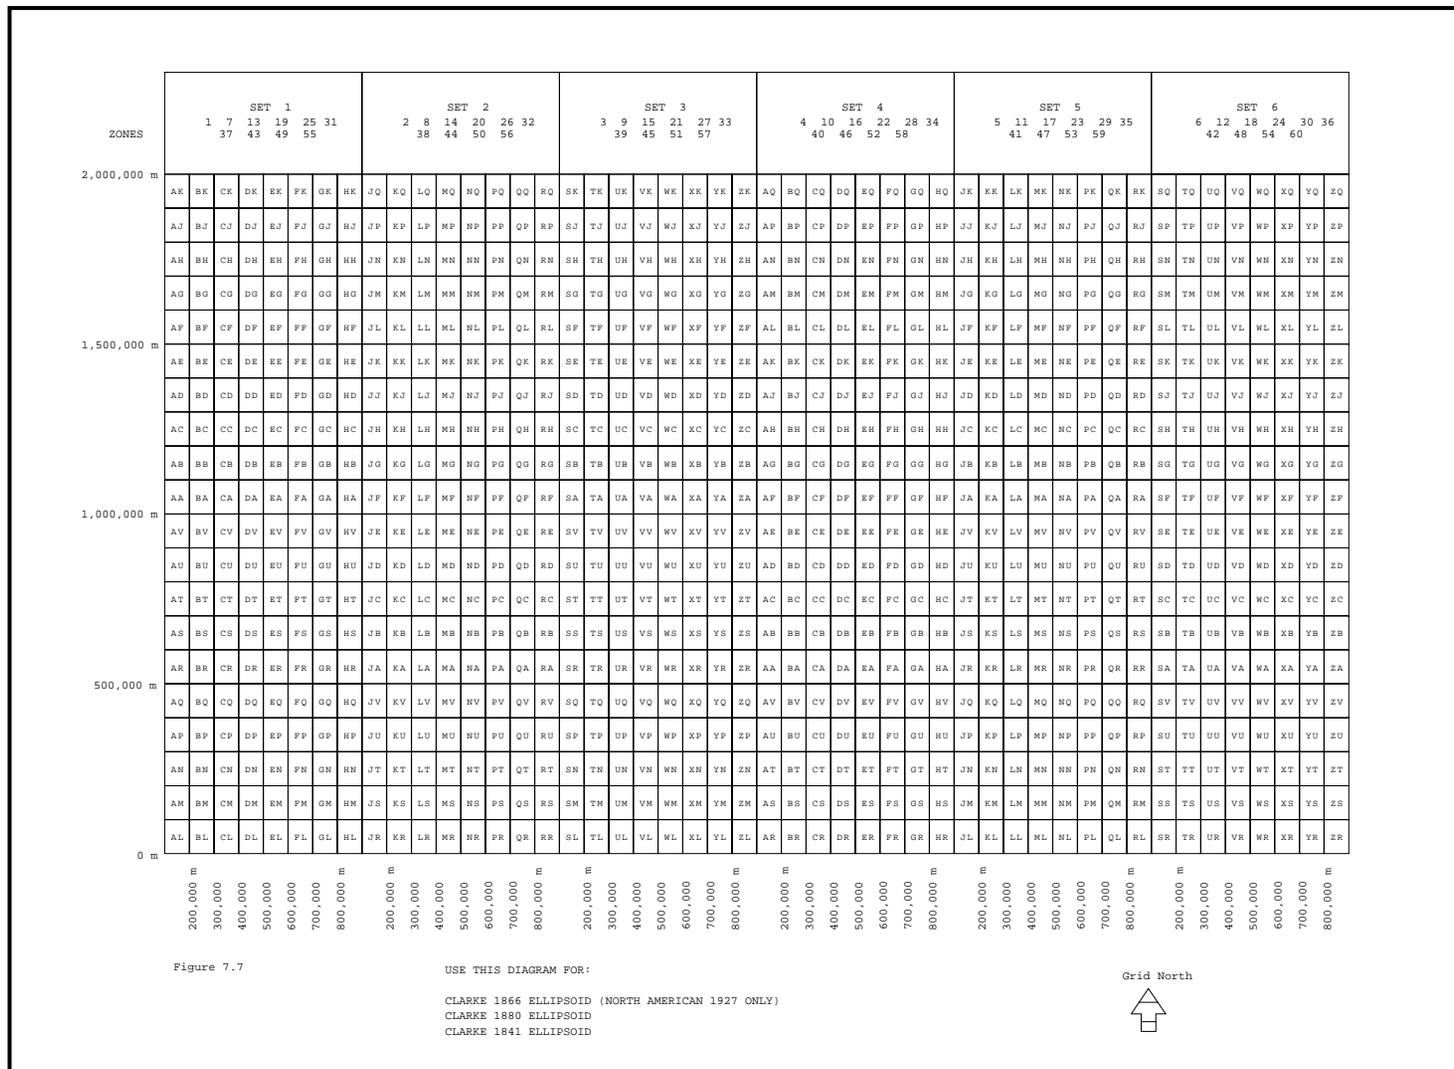 SET 1
1 7 13 19 25 31
37 43 49 55
SET 2
2 8 14 20 26 32
38 44 50 56
SET 3
3 9 15 21 27 33
39 45 51 57
SET 4
4 10 16 22 28 34
40 46 52 58
SET 5
5 11 17 23 29 35
41 47 53 59
SET 6
6 12 18 24 30 36
42 48 54 60
ZONES
2,000,000 m
AK BK CK DK EK FK GK HK JQ KQ LQ MQ NQ PQ QQ RQ SK TK UK VK WK XK YK ZK AQ BQ CQ DQ EQ FQ GQ HQ JK KK LK MK NK PK QK RK SQ TQ UQ VQ WQ XQ YQ ZQ
AJ BJ CJ DJ EJ FJ GJ HJ JP KP LP MP NP PP QP RP SJ TJ UJ VJ WJ XJ YJ ZJ AP BP CP DP EP FP GP HP JJ KJ LJ MJ NJ PJ QJ RJ SP TP UP VP WP XP YP ZP
AH BH CH DH EH FH GH HH JN KN LN MN NN PN QN RN SH TH UH VH WH XH YH ZH AN BN CN DN EN FN GN HN JH KH LH MH NH PH QH RH SN TN UN VN WN XN YN ZN
AG BG CG DG EG FG GG HG JM KM LM MM NM PM QM RM SG TG UG VG WG XG YG ZG AM BM CM DM EM FM GM HM JG KG LG MG NG PG QG RG SM TM UM VM WM XM YM ZM
AF BF CF DF EF FF GF HF JL KL LL ML NL PL QL RL SF TF UF VF WF XF YF ZF AL BL CL DL EL FL GL HL JF KF LF MF NF PF QF RF SL TL UL VL WL XL YL ZL
1,500,000 m
AE BE CE DE EE FE GE HE JK KK LK MK NK PK QK RK SE TE UE VE WE XE YE ZE AK BK CK DK EK FK GK HK JE KE LE ME NE PE QE RE SK TK UK VK WK XK YK ZK
AD BD CD DD ED FD GD HD JJ KJ LJ MJ NJ PJ QJ RJ SD TD UD VD WD XD YD ZD AJ BJ CJ DJ EJ FJ GJ HJ JD KD LD MD ND PD QD RD SJ TJ UJ VJ WJ XJ YJ ZJ
AC BC CC DC EC FC GC HC JH KH LH MH NH PH QH RH SC TC UC VC WC XC YC ZC AH BH CH DH EH FH GH HH JC KC LC MC NC PC QC RC SH TH UH VH WH XH YH ZH
AB BB CB DB EB FB GB HB JG KG LG MG NG PG QG RG SB TB UB VB WB XB YB ZB AG BG CG DG EG FG GG HG JB KB LB MB NB PB QB RB SG TG UG VG WG XG YG ZG
AA BA CA DA EA FA GA HA JF KF LF MF NF PF QF RF SA TA UA VA WA XA YA ZA AF BF CF DF EF FF GF HF JA KA LA MA NA PA QA RA SF TF UF VF WF XF YF ZF
1,000,000 m
AV BV CV DV EV FV GV HV JE KE LE ME NE PE QE RE SV TV UV VV WV XV YV ZV AE BE CE DE EE FE GE HE JV KV LV MV NV PV QV RV SE TE UE VE WE XE YE ZE
AU BU CU DU EU FU GU HU JD KD LD MD ND PD QD RD SU TU UU VU WU XU YU ZU AD BD CD DD ED FD GD HD JU KU LU MU NU PU QU RU SD TD UD VD WD XD YD ZD
AT BT CT DT ET FT GT HT JC KC LC MC NC PC QC RC ST TT UT VT WT XT YT ZT AC BC CC DC EC FC GC HC JT KT LT MT NT PT QT RT SC TC UC VC WC XC YC ZC
AS BS CS DS ES FS GS HS JB KB LB MB NB PB QB RB SS TS US VS WS XS YS ZS AB BB CB DB EB FB GB HB JS KS LS MS NS PS QS RS SB TB UB VB WB XB YB ZB
AR BR CR DR ER FR GR HR JA KA LA MA NA PA QA RA SR TR UR VR WR XR YR ZR AA BA CA DA EA FA GA HA JR KR LR MR NR PR QR RR SA TA UA VA WA XA YA ZA
500,000 m
AQ BQ CQ DQ EQ FQ GQ HQ JV KV LV MV NV PV QV RV SQ TQ UQ VQ WQ XQ YQ ZQ AV BV CV DV EV FV GV HV JQ KQ LQ MQ NQ PQ QQ RQ SV TV UV VV WV XV YV ZV
AP BP CP DP EP FP GP HP JU KU LU MU NU PU QU RU SP TP UP VP WP XP YP ZP AU BU CU DU EU FU GU HU JP KP LP MP NP PP QP RP SU TU UU VU WU XU YU ZU
AN BN CN DN EN FN GN HN JT KT LT MT NT PT QT RT SN TN UN VN WN XN YN ZN AT BT CT DT ET FT GT HT JN KN LN MN NN PN QN RN ST TT UT VT WT XT YT ZT
AM BM CM DM EM FM GM HM JS KS LS MS NS PS QS RS SM TM UM VM WM XM YM ZM AS BS CS DS ES FS GS HS JM KM LM MM NM PM QM RM SS TS US VS WS XS YS ZS
AL BL CL DL EL FL GL HL JR KR LR MR NR PR QR RR SL TL UL VL WL XL YL ZL AR BR CR DR ER FR GR HR JL KL LL ML NL PL QL RL SR TR UR VR WR XR YR ZR
0 m
200,000 m
300,000
400,000
500,000
600,000
700,000
800,000 m
200,000 m
300,000
400,000
500,000
600,000
700,000
800,000 m
200,000 m
300,000
400,000
500,000
600,000
700,000
800,000 m
200,000 m
300,000
400,000
500,000
600,000
700,000
800,000 m
200,000 m
300,000
400,000
500,000
600,000
700,000
800,000 m
200,000 m
300,000
400,000
500,000
600,000
700,000
800,000 m
Figure 7.7
USE THIS DIAGRAM FOR:
CLARKE 1866 ELLIPSOID (NORTH AMERICAN 1927 ONLY)
CLARKE 1880 ELLIPSOID
CLARKE 1841 ELLIPSOID
Grid North